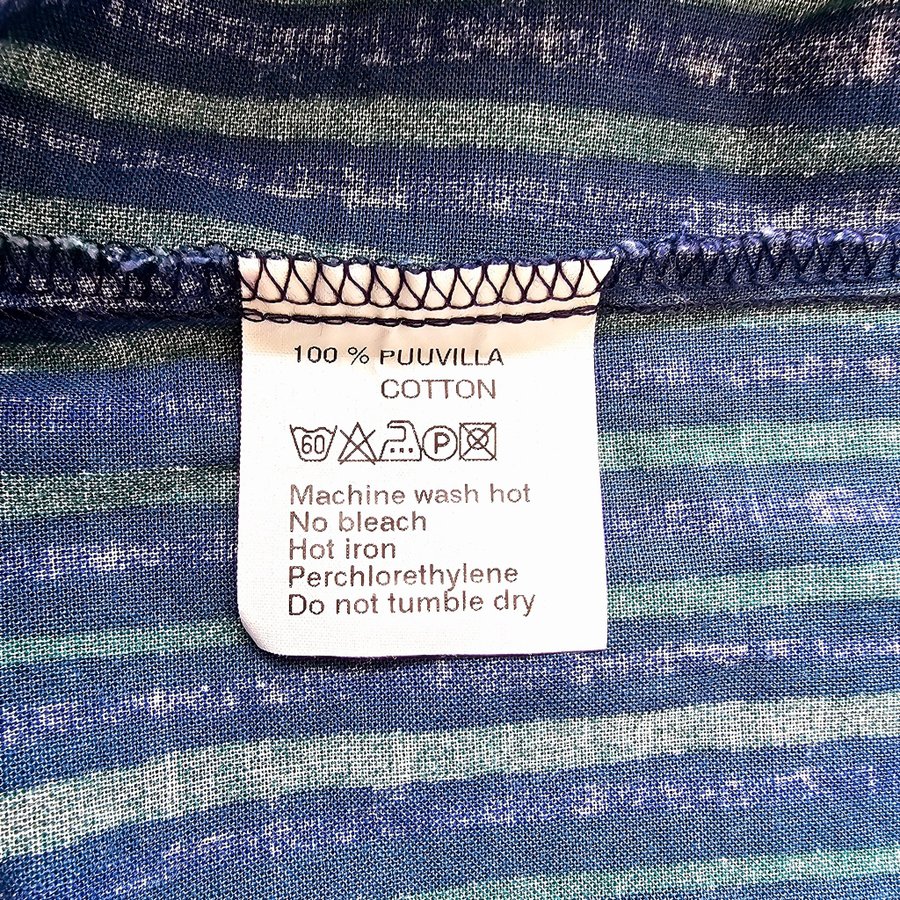 100 % PUUVILLA
COTTON
60 P
Machine wash hot
No bleach
Hot iron
Perchlorethylene
Do not tumble dry